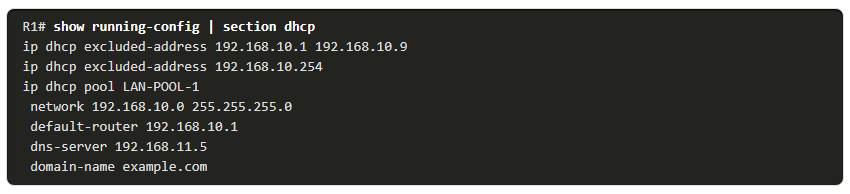 R1# show running-config | section dhcp
ip dhcp excluded-address 192.168.10.1 192.168.10.9
ip dhcp excluded-address 192.168.10.254
ip dhcp pool LAN-POOL-1
 network 192.168.10.0 255.255.255.0
 default-router 192.168.10.1
 dns-server 192.168.11.5
 domain-name example.com